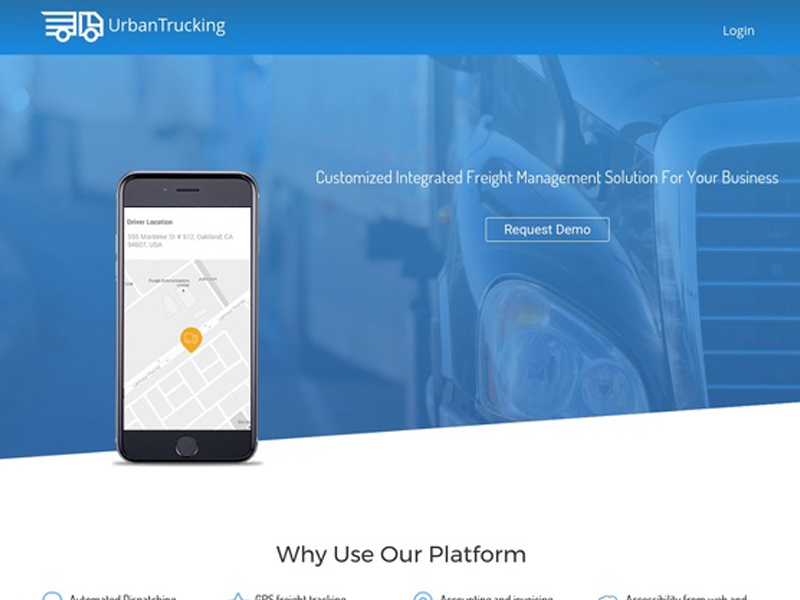 UrbanTrucking
Login
Customized Integrated Freight Management Solution For Your Business
Request Demo
Driver Location
555 Maritime St # 512, Oakland, CA
94607, USA
Why Use Our Platform
Automated Dispatching
GPS freight tracking
Accounting and invoicing
Accessibility from web and